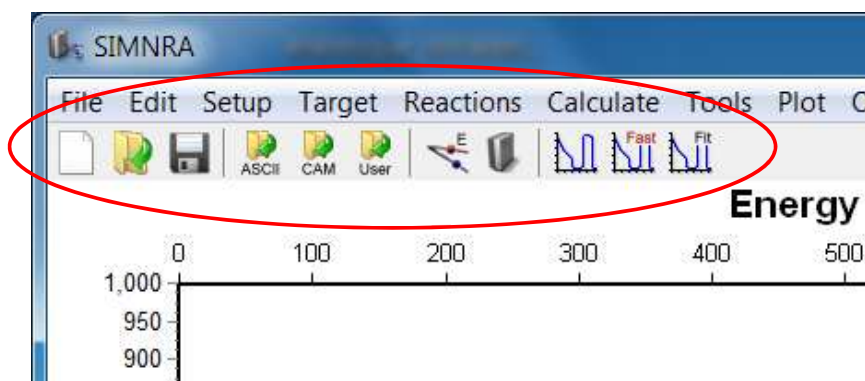 SIMNRA
File Edit Setup Target Reactions Calculate Tools Plot
E Fast Fit
ASCII CAM User
Energy
0 100 200 300 400 500
1,000
950
900